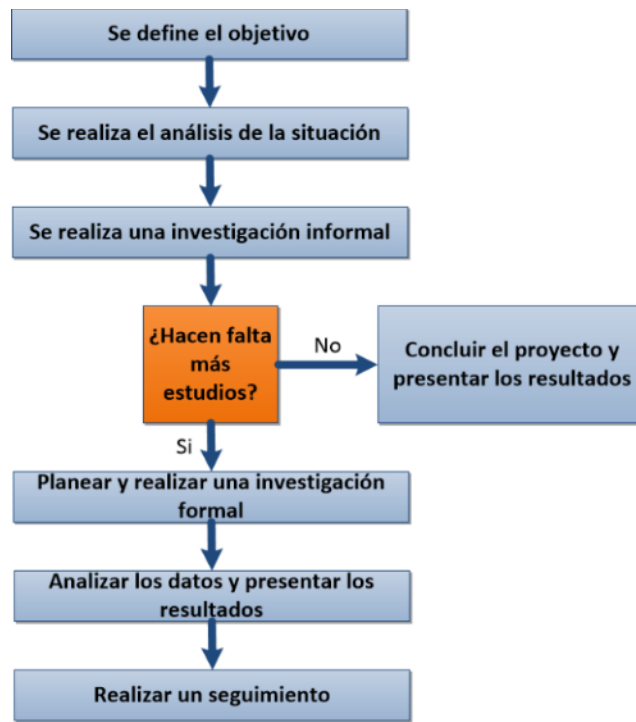 Se define el objetivo
Se realiza el análisis de la situación
Se realiza una investigación informal
¿Hacen falta
más
estudios?
No
Concluir el proyecto y
presentar los resultados
Si
Planear y realizar una investigación
formal
Analizar los datos y presentar los
resultados
Realizar un seguimiento